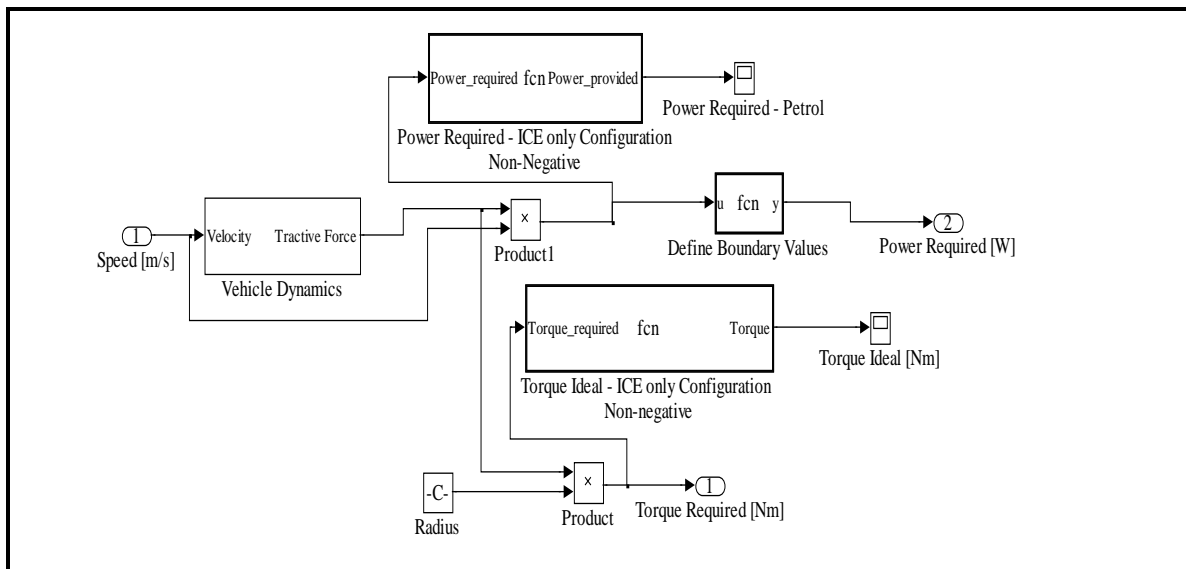 Power_required fcn Power_provided
Power Required - Petrol
Power Required - ICE only Configuration
Non-Negative
1
Speed [m/s]
Velocity Tractive Force
Vehicle Dynamics
x
Product1
u fcn y
Define Boundary Values
2
Power Required [W]
Torque_required fcn Torque
Torque Ideal [Nm]
Torque Ideal - ICE only Configuration
Non-negative
-C-
Radius
x
Product
1
Torque Required [Nm]